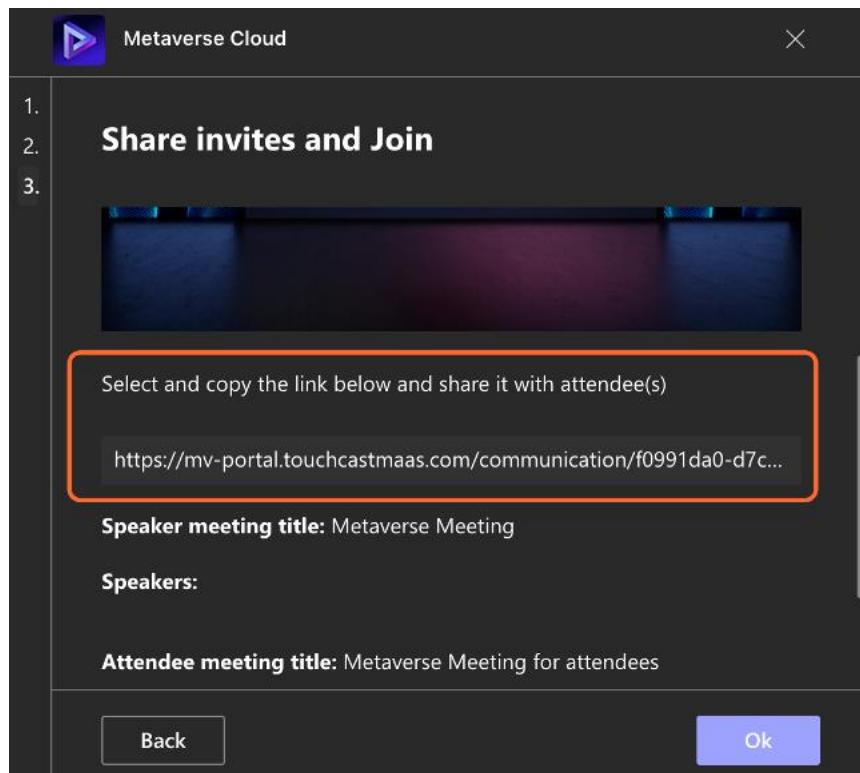 Metaverse Cloud
1.
2.
3.
Share invites and Join
Select and copy the link below and share it with attendee(s)
https://mv-portal.touchcastmaas.com/communication/f0991da0-d7c...
Speaker meeting title: Metaverse Meeting
Speakers:
Attendee meeting title: Metaverse Meeting for attendees
Back
Ok